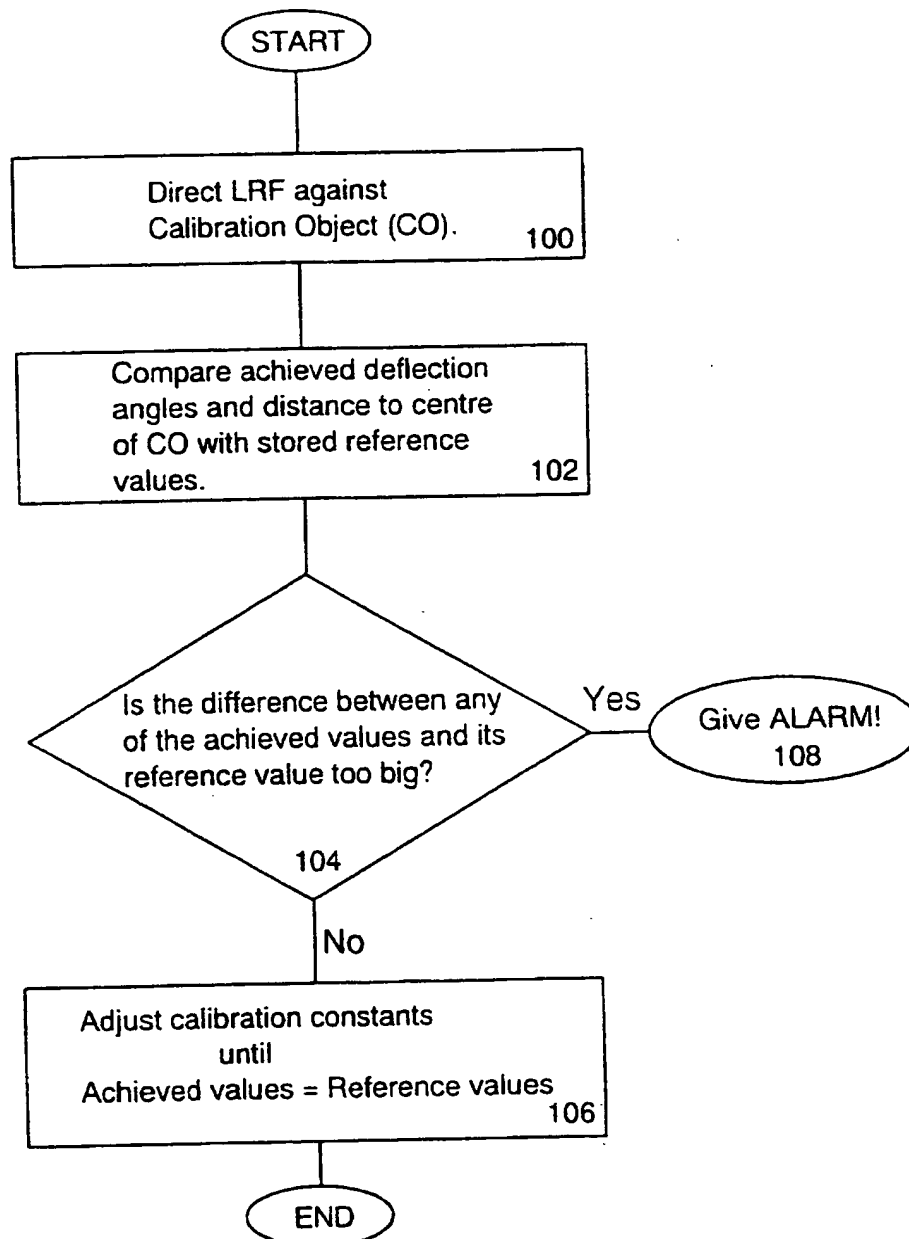 START
Direct LRF against
Calibration Object (CO).
100
Compare achieved deflection
angles and distance to centre
of CO with stored reference
values.
102
Is the difference between any
of the achieved values and its
reference value too big?
104
Yes
Give ALARM!
108
No
Adjust calibration constants
until
Achieved values = Reference values
106
END